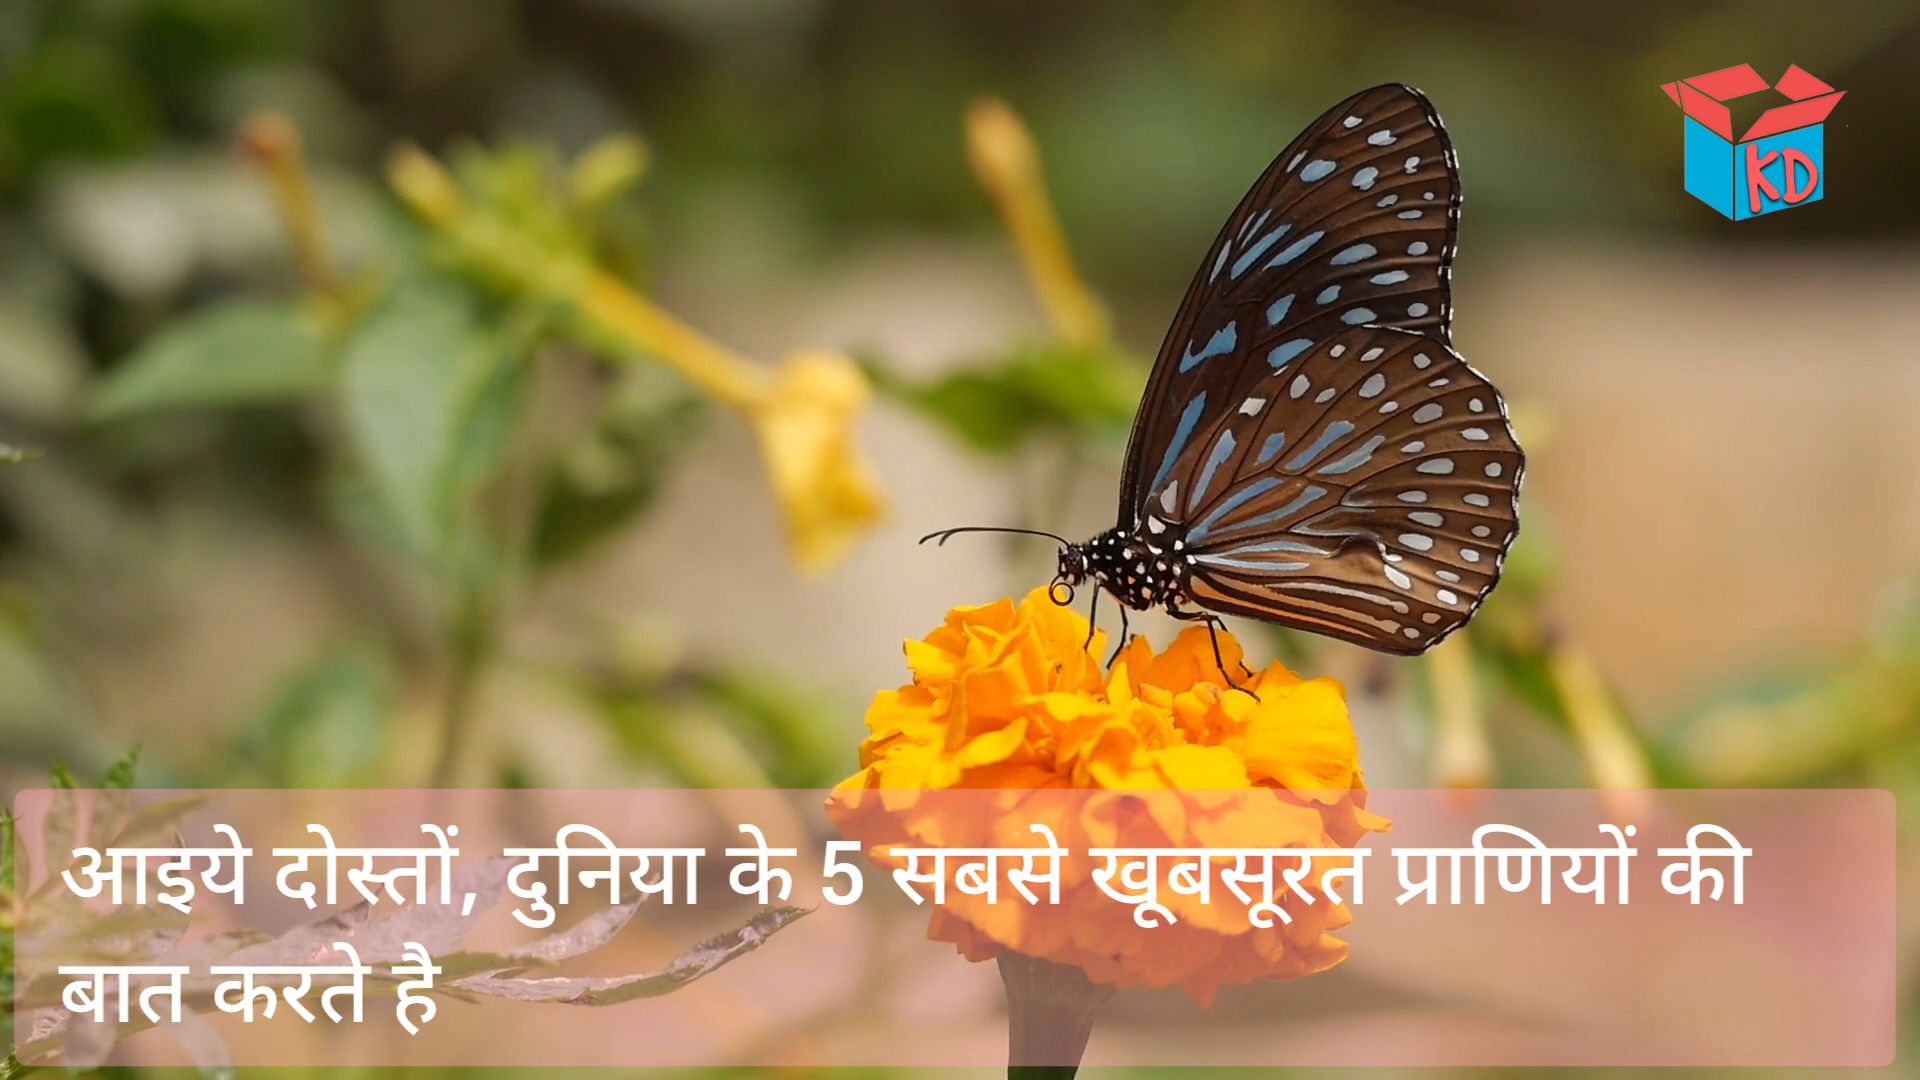 KD
आइये दोस्तों, दुनिया के 5 सबसे खूबसूरत प्राणियों की
बात करते है